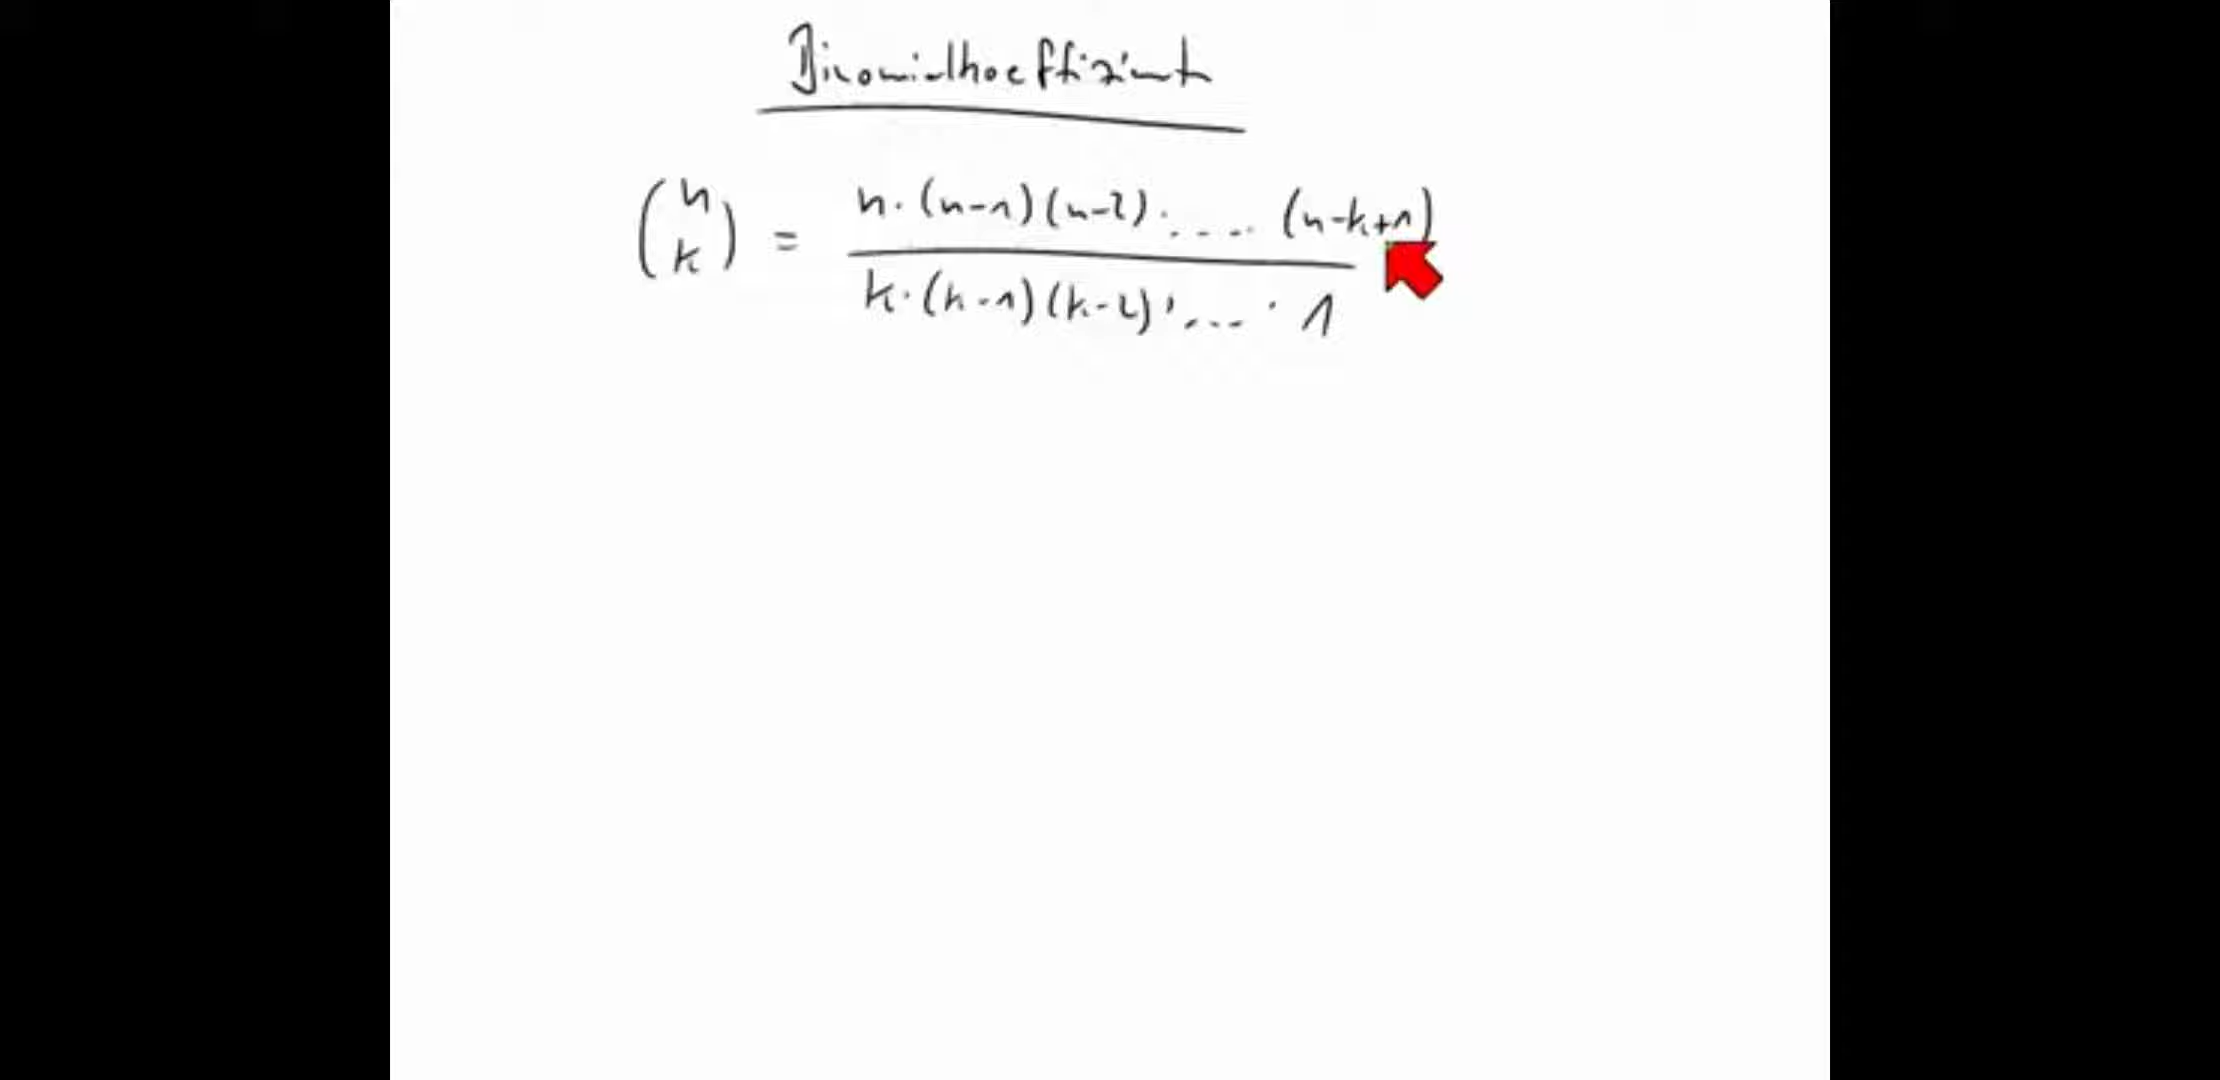 Binomialkoeffizient
(n k) = n·(n-1)(n-2)·....(n-k+1) / k·(k-1)(k-2)·...·1